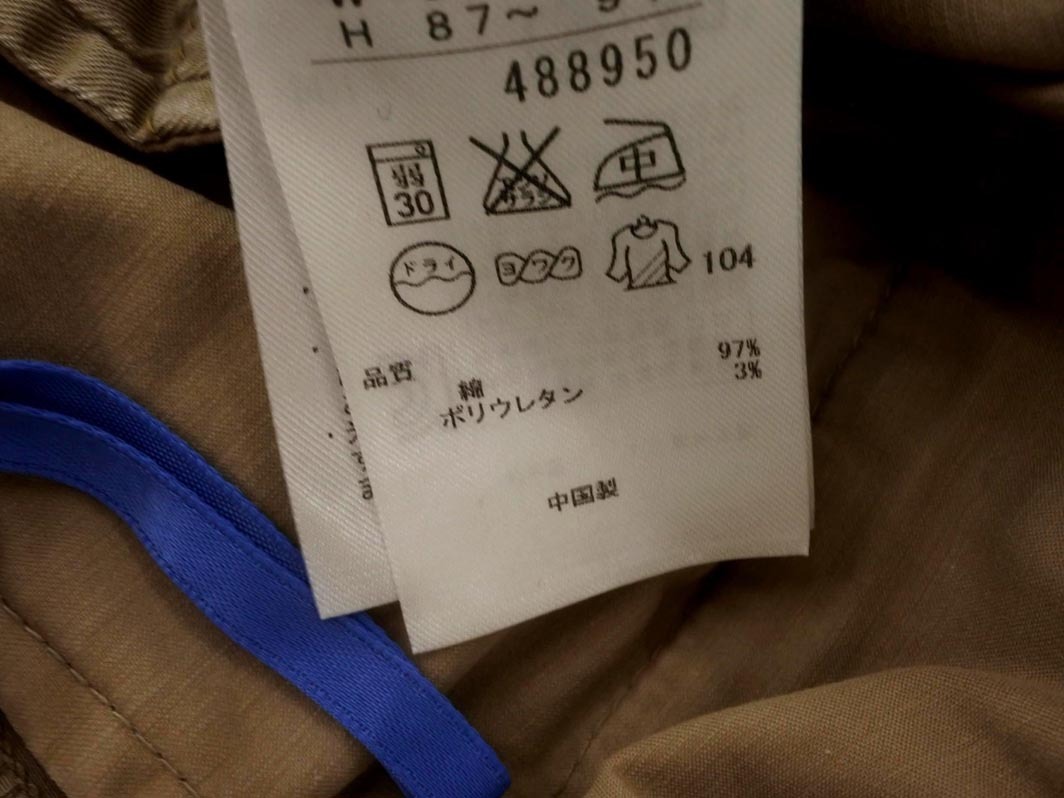 H 87～
488950
弱
30
中
ドライ
ヨワク
104
品質
綿 97%
ポリウレタン 3%
中国製